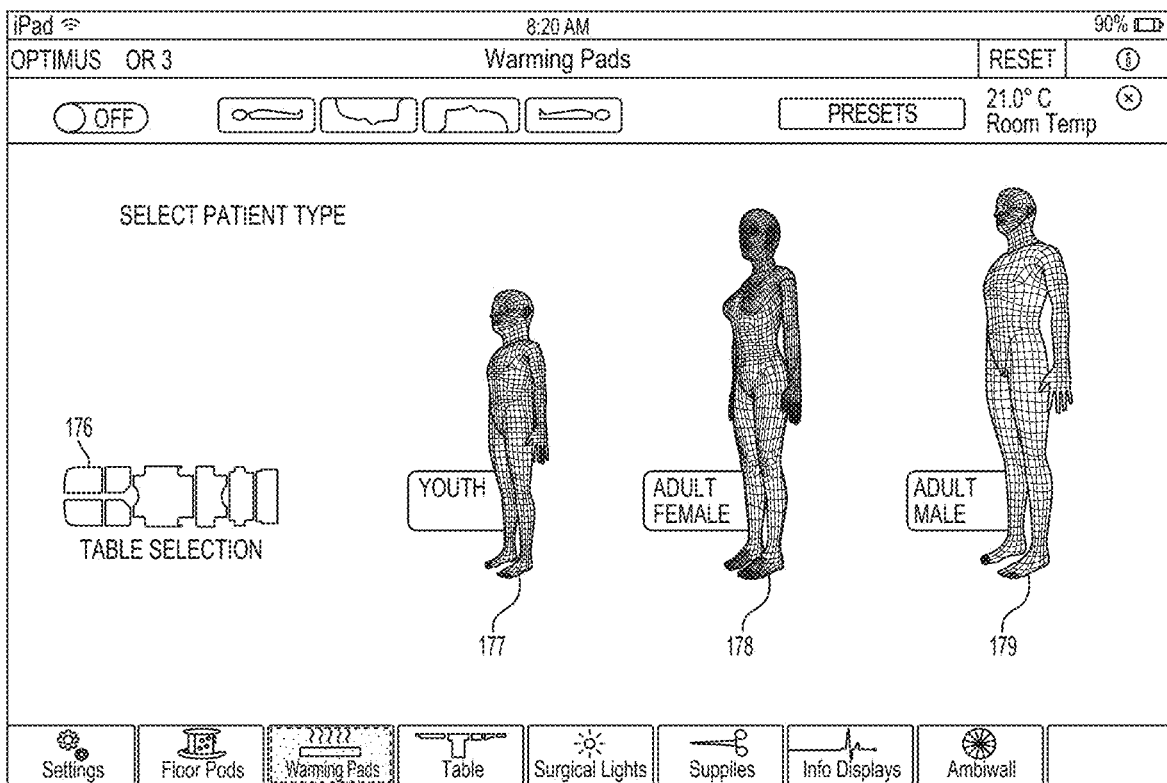 iPad 8:20 AM 90%
OPTIMUS OR 3 Warming Pads RESET
OFF PRESETS 21.0° C
Room Temp
SELECT PATIENT TYPE
176
YOUTH
ADULT
FEMALE
ADULT
MALE
TABLE SELECTION
177 178 179
Settings Floor Pods Warming Pads Table Surgical Lights Supplies Info Displays Ambiwall